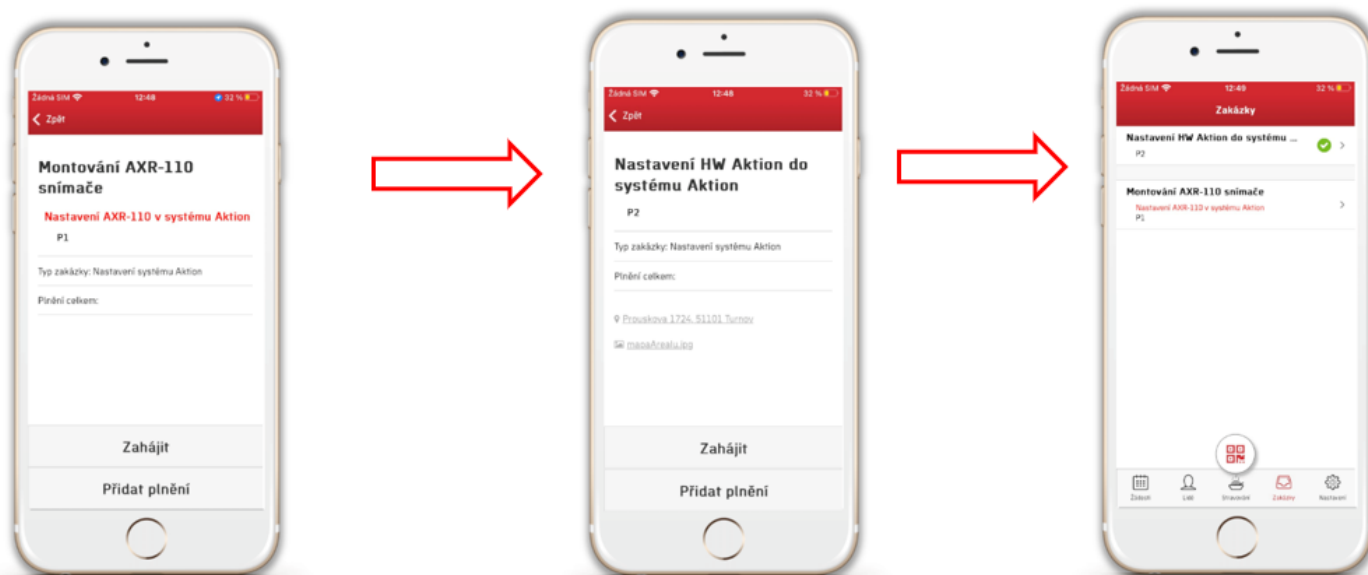 Žádná SIM 12:48 32 %
Zpět
Montování AXR-110
snímače
Nastavení AXR-110 v systému Aktion
P1
Typ zakázky: Nastavení systému Aktion
Plnění celkem:
Zahájit
Přidat plnění
Žádná SIM 12:48 32 %
Zpět
Nastavení HW Aktion do
systému Aktion
P2
Typ zakázky: Nastavení systému Aktion
Plnění celkem:
Prouskova 1724, 51101 Turnov
mapaArealu.jpg
Zahájit
Přidat plnění
Žádná SIM 12:49 32 %
Zakázky
Nastavení HW Aktion do systému ...
P2
Montování AXR-110 snímače
Nastavení AXR-110 v systému Aktion
P1
Žádosti Lidé Stravování Zakázky Nastavení